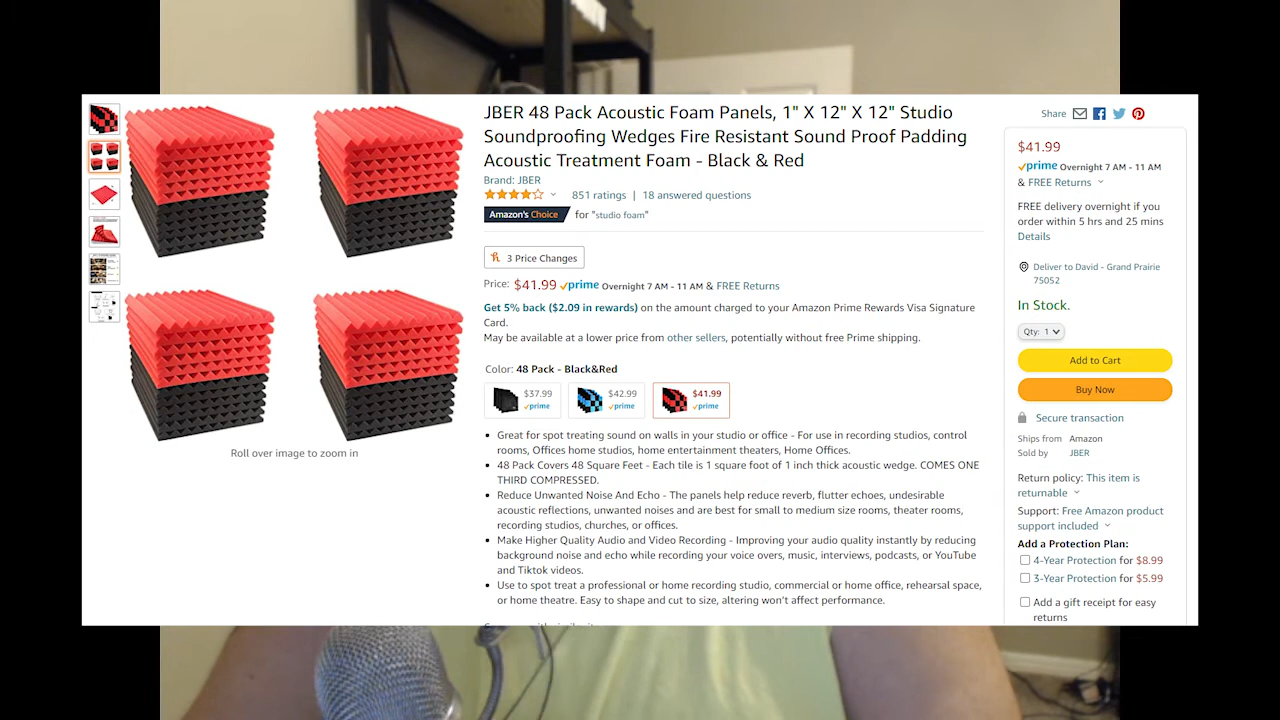 JBER 48 Pack Acoustic Foam Panels, 1" X 12" X 12" Studio
Soundproofing Wedges Fire Resistant Sound Proof Padding
Acoustic Treatment Foam - Black & Red
Brand: JBER
851 ratings | 18 answered questions
Amazon's Choice for "studio foam"
3 Price Changes
Price: $41.99 prime Overnight 7 AM - 11 AM & FREE Returns
Get 5% back ($2.09 in rewards) on the amount charged to your Amazon Prime Rewards Visa Signature
Card.
May be available at a lower price from other sellers, potentially without free Prime shipping.
Color: 48 Pack - Black&Red
$37.99 prime
$42.99 prime
$41.99 prime
Great for spot treating sound on walls in your studio or office - For use in recording studios, control
rooms, Offices home studios, home entertainment theaters, Home Offices.
48 Pack Covers 48 Square Feet - Each tile is 1 square foot of 1 inch thick acoustic wedge. COMES ONE
THIRD COMPRESSED.
Reduce Unwanted Noise And Echo - The panels help reduce reverb, flutter echoes, undesirable
acoustic reflections, unwanted noises and are best for small to medium size rooms, theater rooms,
recording studios, churches, or offices.
Make Higher Quality Audio and Video Recording - Improving your audio quality instantly by reducing
background noise and echo while recording your voice overs, music, interviews, podcasts, or YouTube
and Tiktok videos.
Use to spot treat a professional or home recording studio, commercial or home office, rehearsal space,
or home theatre. Easy to shape and cut to size, altering won't affect performance.
Roll over image to zoom in
Share
$41.99
prime Overnight 7 AM - 11 AM
& FREE Returns
FREE delivery overnight if you
order within 5 hrs and 25 mins
Details
Deliver to David - Grand Prairie
75052
In Stock.
Qty: 1
Add to Cart
Buy Now
Secure transaction
Ships from Amazon
Sold by JBER
Return policy: This item is
returnable
Support: Free Amazon product
support included
Add a Protection Plan:
4-Year Protection for $8.99
3-Year Protection for $5.99
Add a gift receipt for easy
returns